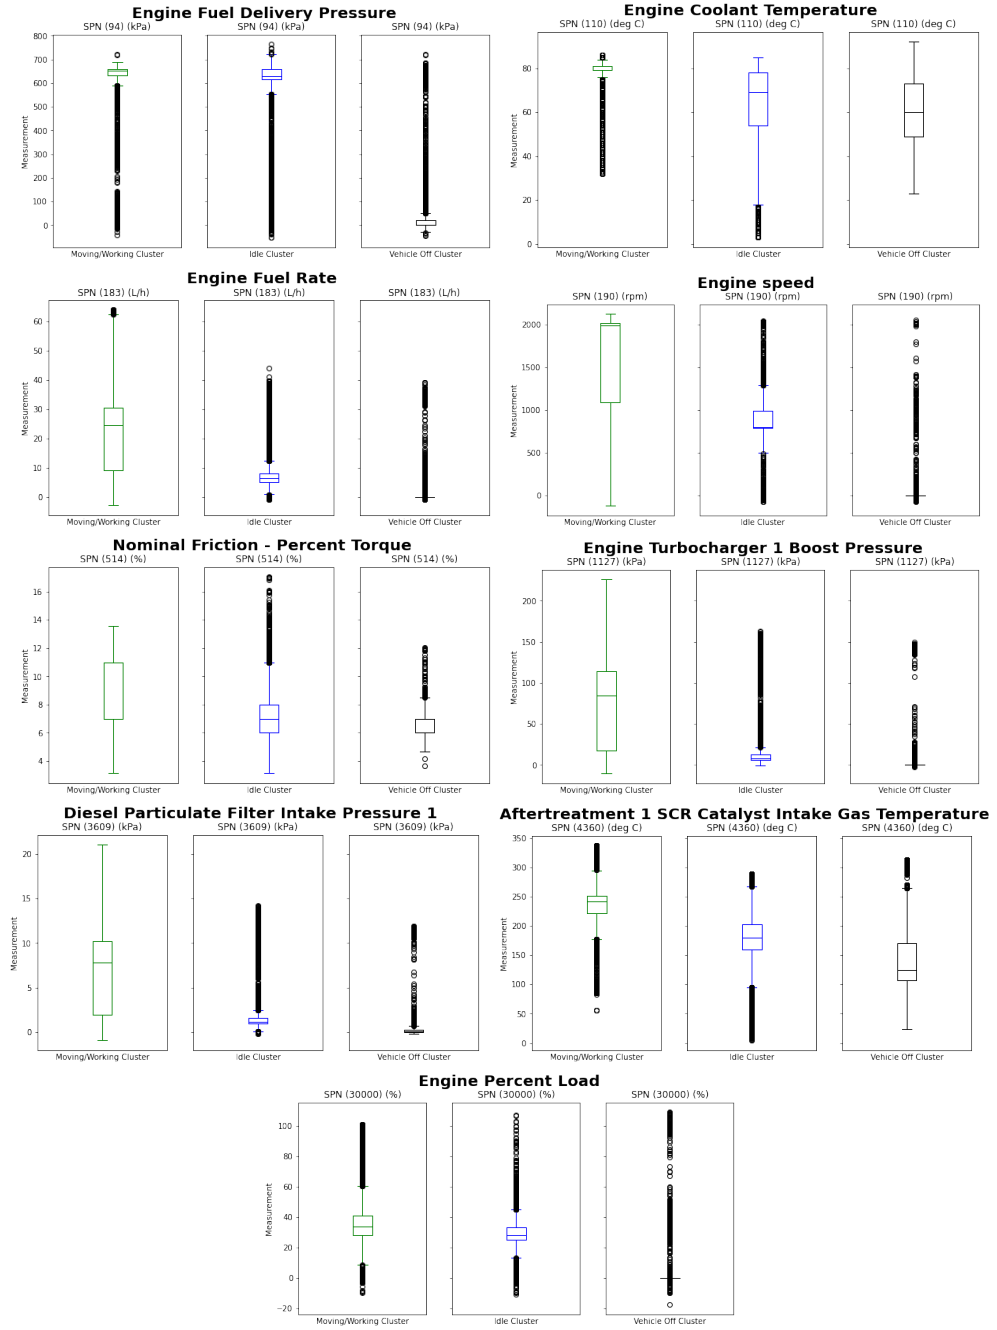 Engine Fuel Delivery Pressure
SPN (94) (kPa) SPN (94) (kPa) SPN (94) (kPa)
800
700
600
500
400
300
200
100
0
Measurement
Moving/Working Cluster Idle Cluster Vehicle Off Cluster
Engine Coolant Temperature
SPN (110) (deg C) SPN (110) (deg C) SPN (110) (deg C)
80
60
40
20
0
Measurement
Moving/Working Cluster Idle Cluster Vehicle Off Cluster
Engine Fuel Rate
SPN (183) (L/h) SPN (183) (L/h) SPN (183) (L/h)
60
50
40
30
20
10
0
Measurement
Moving/Working Cluster Idle Cluster Vehicle Off Cluster
Engine speed
SPN (190) (rpm) SPN (190) (rpm) SPN (190) (rpm)
2000
1500
1000
500
0
Measurement
Moving/Working Cluster Idle Cluster Vehicle Off Cluster
Nominal Friction - Percent Torque
SPN (514) (%) SPN (514) (%) SPN (514) (%)
16
14
12
10
8
6
4
Measurement
Moving/Working Cluster Idle Cluster Vehicle Off Cluster
Engine Turbocharger 1 Boost Pressure
SPN (1127) (kPa) SPN (1127) (kPa) SPN (1127) (kPa)
200
150
100
50
0
Measurement
Moving/Working Cluster Idle Cluster Vehicle Off Cluster
Diesel Particulate Filter Intake Pressure 1
SPN (3609) (kPa) SPN (3609) (kPa) SPN (3609) (kPa)
20
15
10
5
0
Measurement
Moving/Working Cluster Idle Cluster Vehicle Off Cluster
Aftertreatment 1 SCR Catalyst Intake Gas Temperature
SPN (4360) (deg C) SPN (4360) (deg C) SPN (4360) (deg C)
350
300
250
200
150
100
50
0
Measurement
Moving/Working Cluster Idle Cluster Vehicle Off Cluster
Engine Percent Load
SPN (30000) (%) SPN (30000) (%) SPN (30000) (%)
100
80
60
40
20
0
−20
Measurement
Moving/Working Cluster Idle Cluster Vehicle Off Cluster